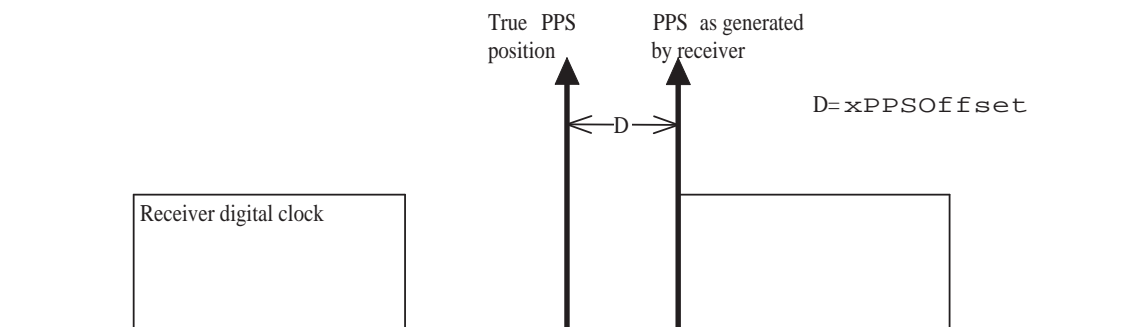 True PPS
position
PPS as generated
by receiver
D=xPPSOffset
D
Receiver digital clock